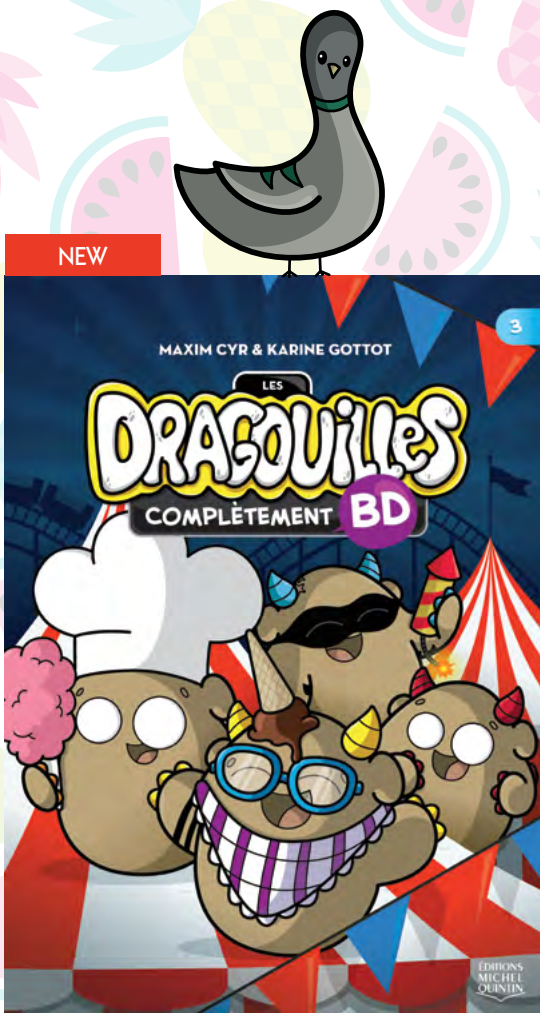 NEW
3
MAXIM CYR & KARINE GOTTOT
LES
DRAGOUiLLeS
COMPLÈTEMENT BD
ÉDITIONS
MICHEL
QUINTIN